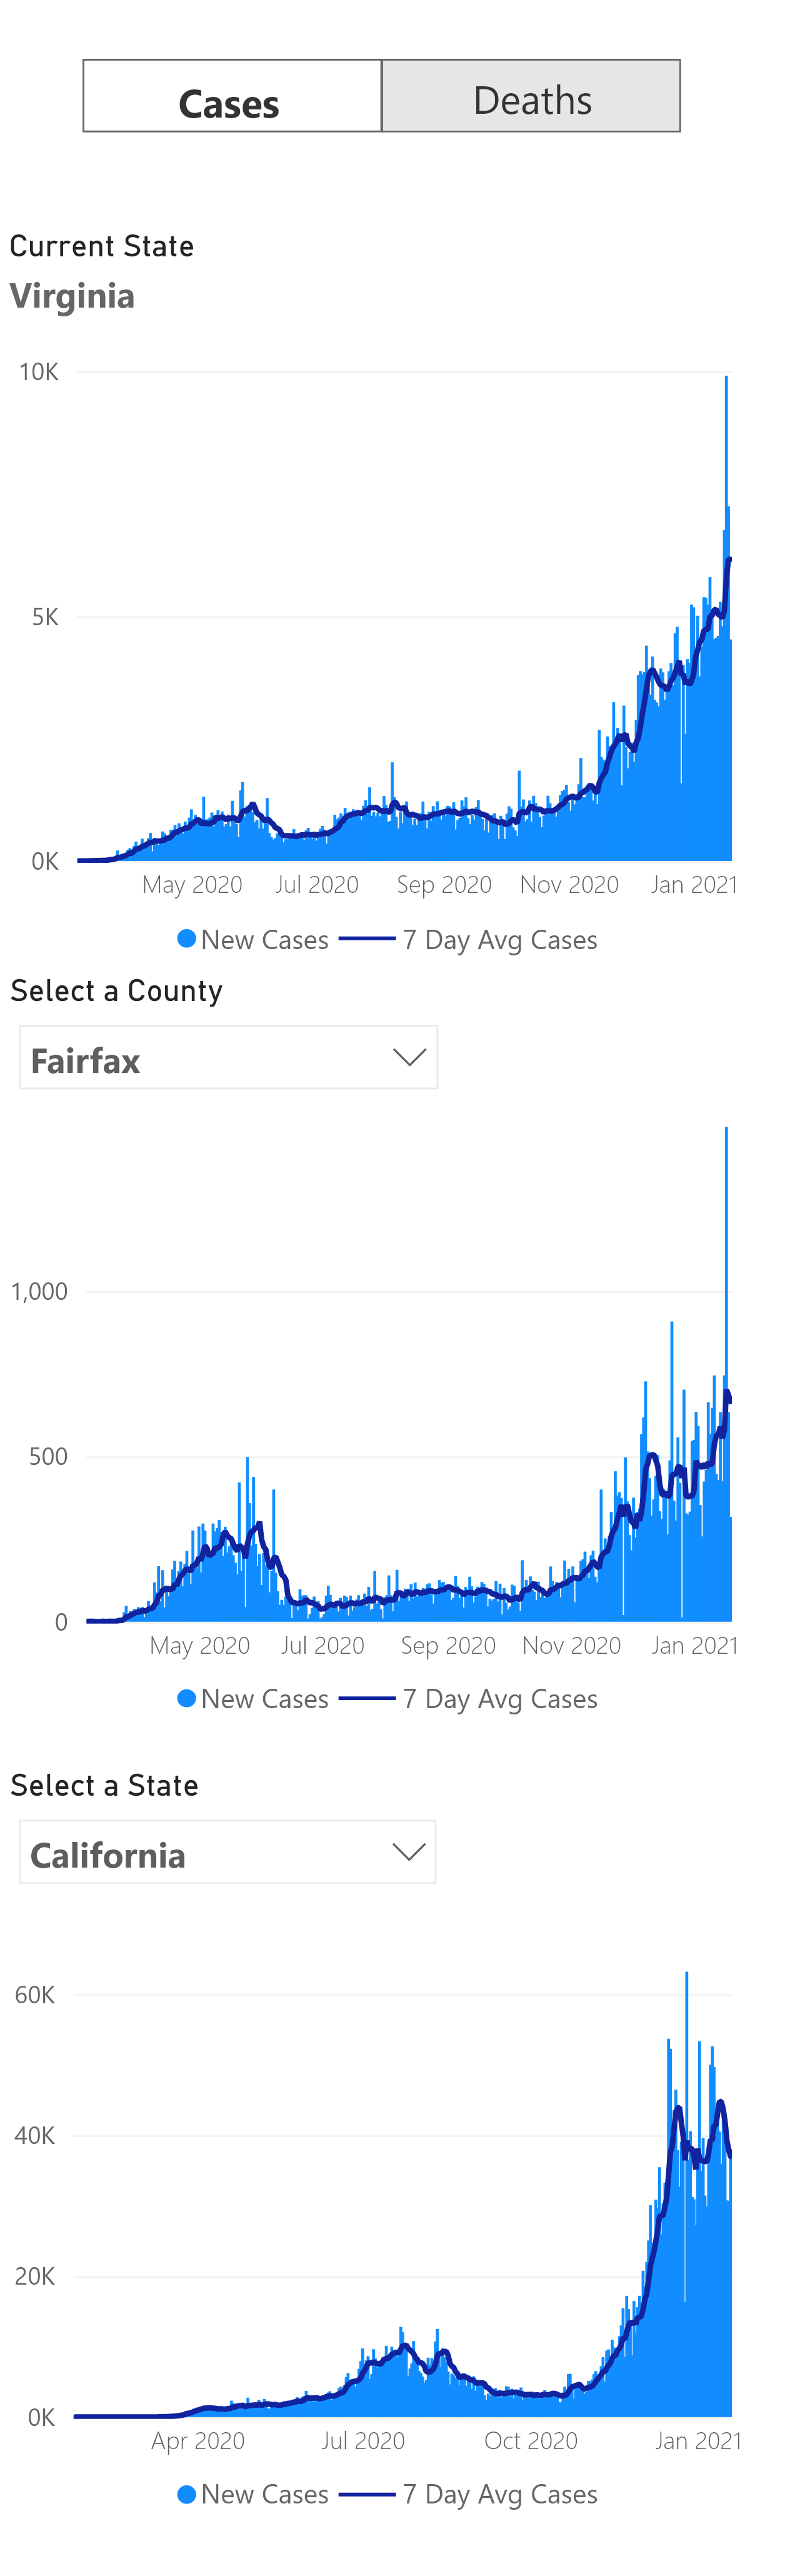 Cases Deaths
Current State
Virginia
10K
5K
0K
May 2020 Jul 2020 Sep 2020 Nov 2020 Jan 2021
New Cases 7 Day Avg Cases
Select a County
Fairfax
1,000
500
0
May 2020 Jul 2020 Sep 2020 Nov 2020 Jan 2021
New Cases 7 Day Avg Cases
Select a State
California
60K
40K
20K
0K
Apr 2020 Jul 2020 Oct 2020 Jan 2021
New Cases 7 Day Avg Cases